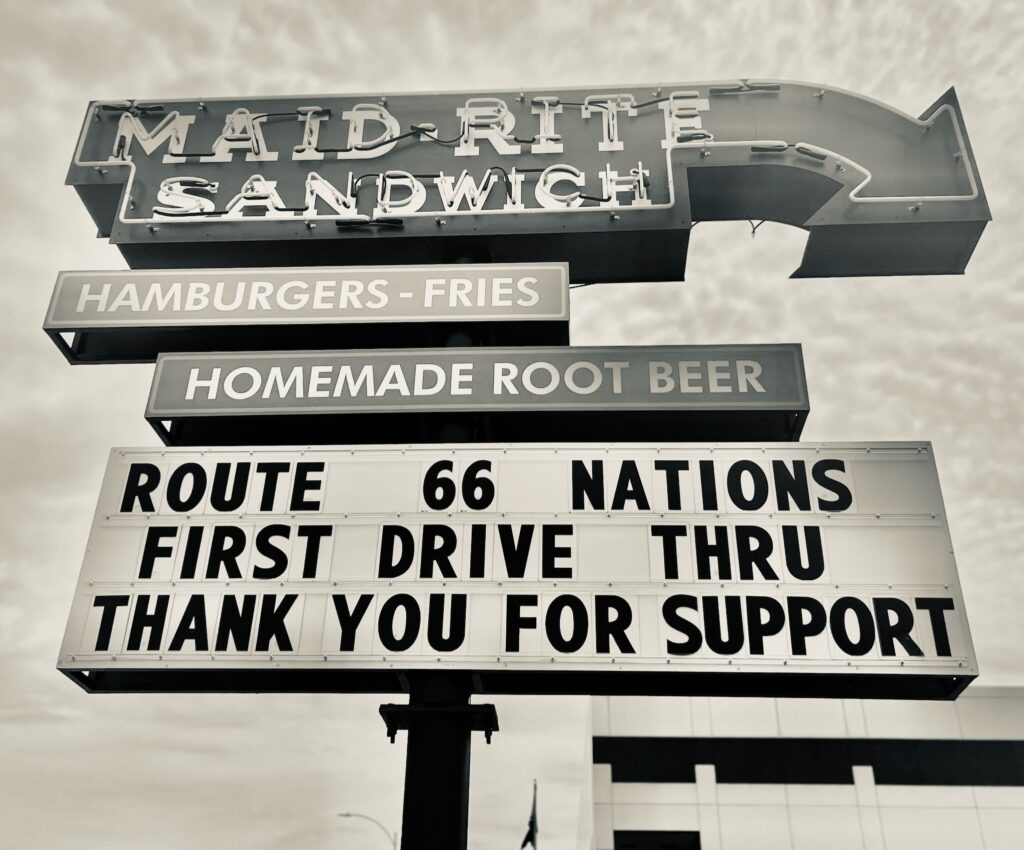 MAID-RITE
SANDWICH
HAMBURGERS - FRIES
HOMEMADE ROOT BEER
ROUTE 66 NATIONS
FIRST DRIVE THRU
THANK YOU FOR SUPPORT